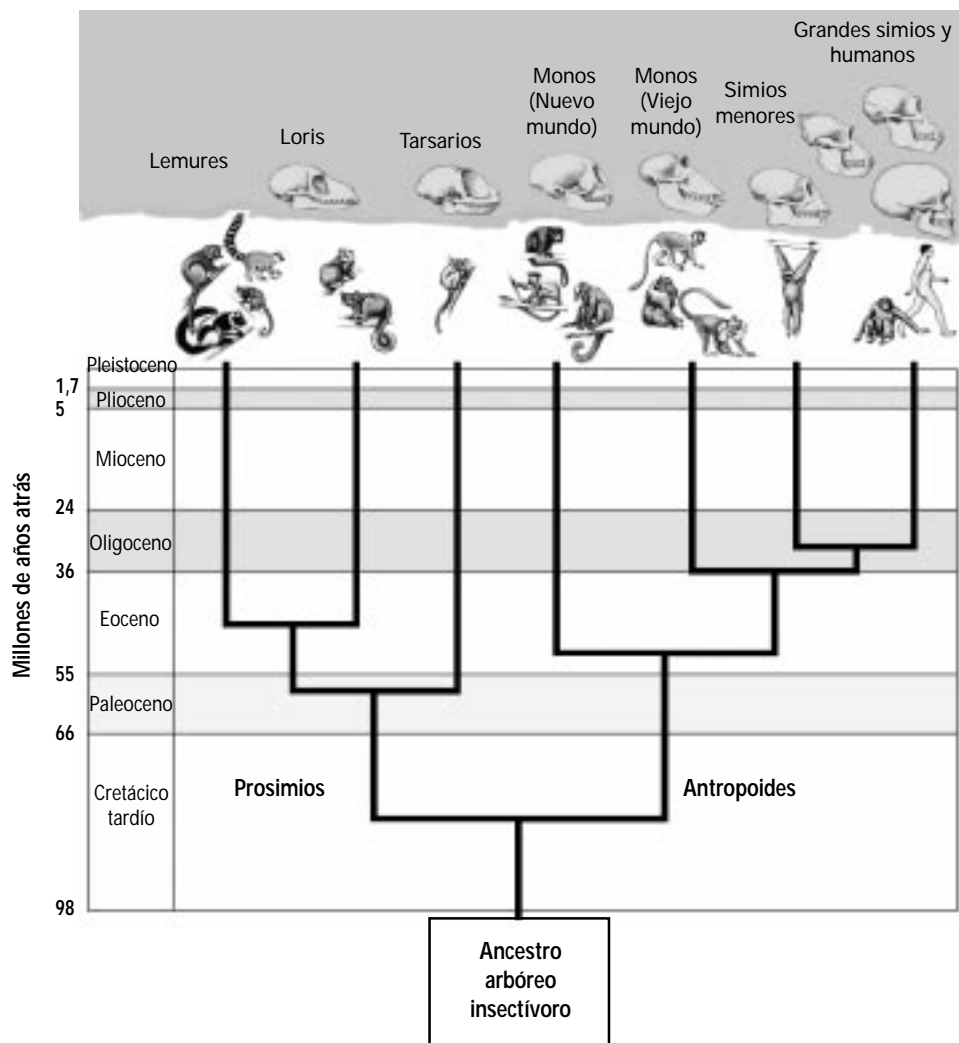 Grandes simios y
humanos
Monos
(Nuevo
mundo)
Monos
(Viejo
mundo)
Simios
menores
Loris
Tarsarios
Lemures
Pleistoceno
1,7
Plioceno
5
Mioceno
24
Oligoceno
36
Eoceno
55
Paleoceno
66
Cretácico
tardío
98
Millones de años atrás
Prosimios
Antropoides
Ancestro
arbóreo
insectívoro